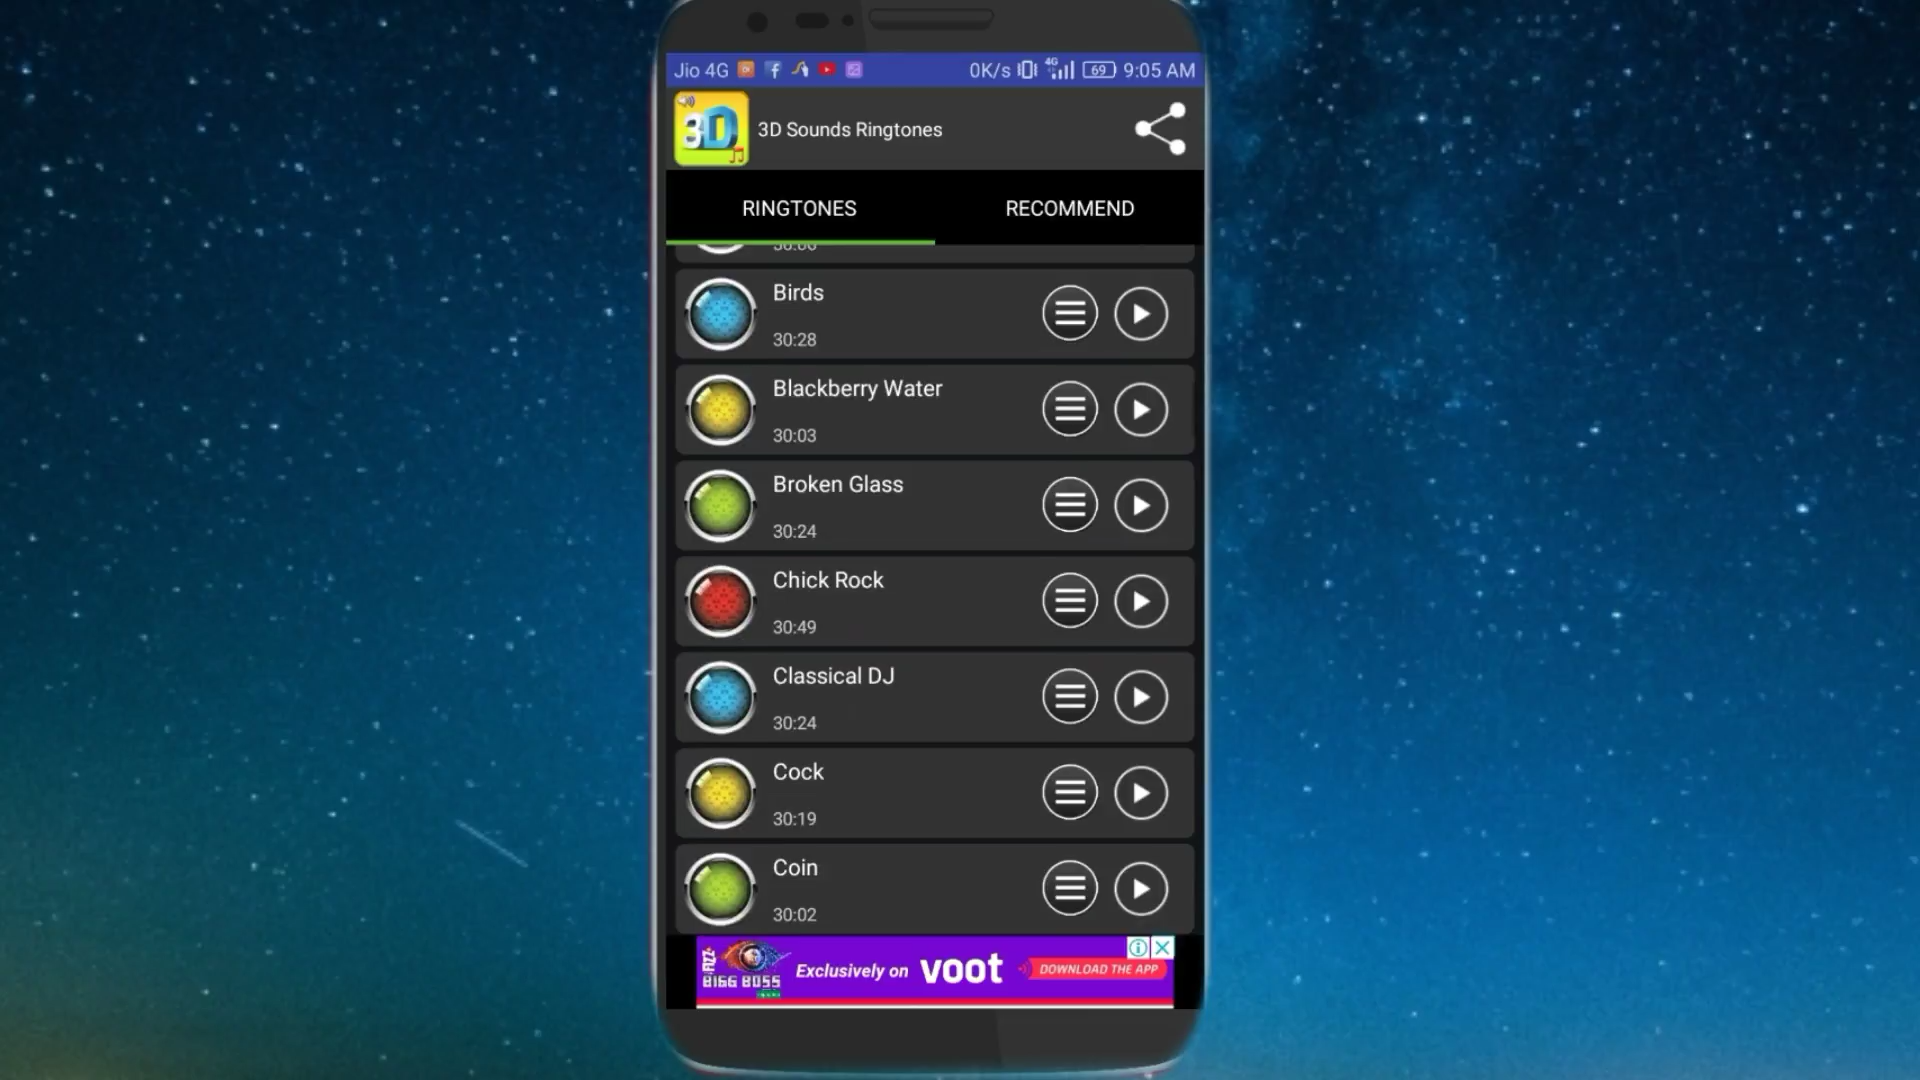 Jio 4G
0K/s 4G 69 9:05 AM
3D
3D Sounds Ringtones
RINGTONES
RECOMMEND
Birds
30:28
Blackberry Water
30:03
Broken Glass
30:24
Chick Rock
30:49
Classical DJ
30:24
Cock
30:19
Coin
30:02
FIZZ
BIGG BOSS
Exclusively on voot
DOWNLOAD THE APP